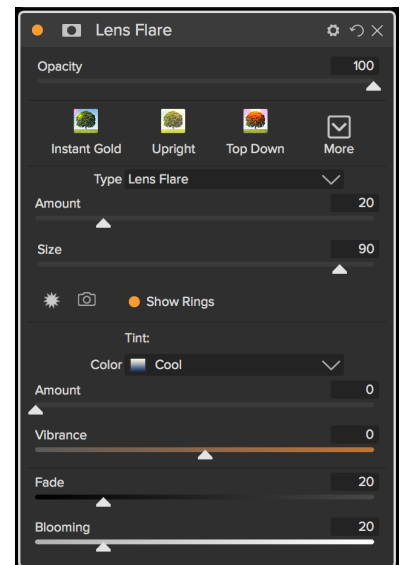 Lens Flare
Opacity 100
Instant Gold Upright Top Down More
Type Lens Flare
Amount 20
Size 90
Show Rings
Tint:
Color Cool
Amount 0
Vibrance 0
Fade 20
Blooming 20